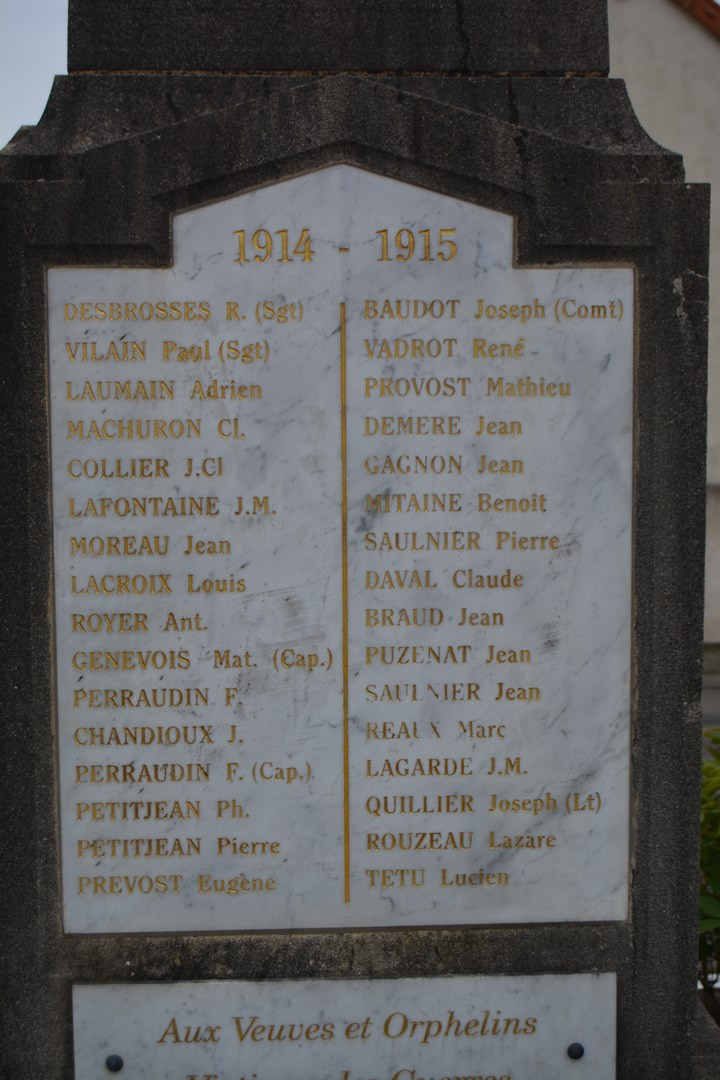 1914 - 1915
DESBROSSES R. (Sgt)
VILAIN Paul (Sgt)
LAUMAIN Adrien
MACHURON Cl.
COLLIER J.Cl
LAFONTAINE J.M.
MOREAU Jean
LACROIX Louis
ROYER Ant.
GENEVOIS Mat. (Cap.)
PERRAUDIN F.
CHANDIOUX J.
PERRAUDIN F. (Cap.)
PETITJEAN Ph.
PETITJEAN Pierre
PREVOST Eugène
BAUDOT Joseph (Comt)
VADROT René
PROVOST Mathieu
DEMERE Jean
GAGNON Jean
MITAINE Benoît
SAULNIER Pierre
DAVAL Claude
BRAUD Jean
PUZENAT Jean
SAULNIER Jean
REAUX Marc
LAGARDE J.M.
QUILLIER Joseph (Lt)
ROUZEAU Lazare
TETU Lucien
Aux Veuves et Orphelins
Victimes des Guerres